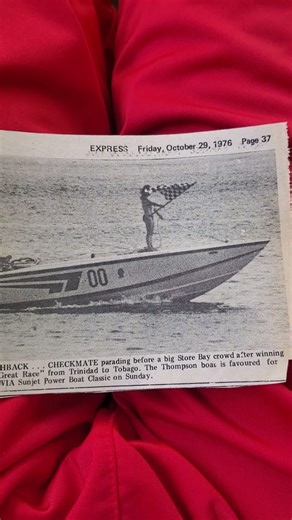 EXPRESS Friday, October 29, 1976 Page 37
00
HBACK . . . CHECKMATE parading before a big Store Bay crowd after winning
Great Race" from Trinidad to Tobago. The Thompson boat is favoured for
WIA Sunjet Power Boat Classic on Sunday.